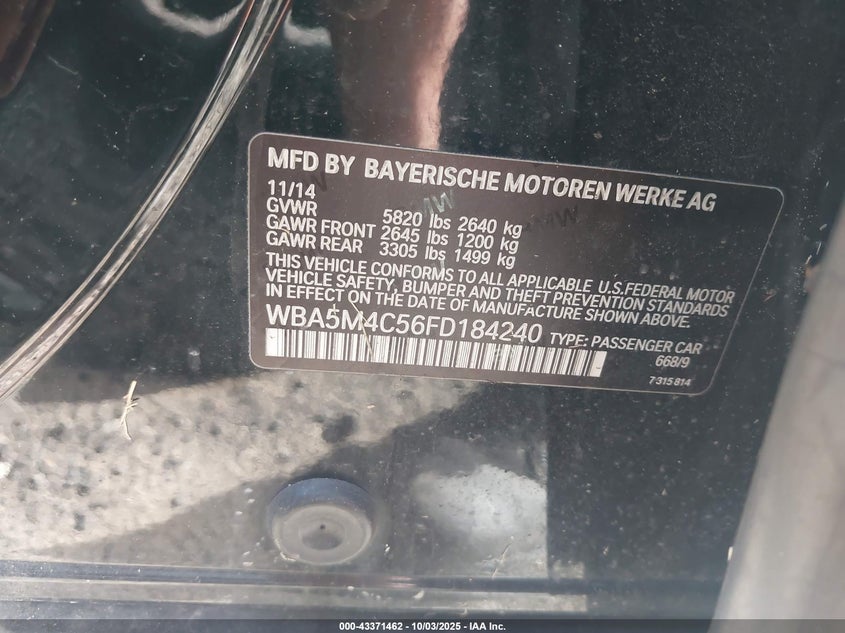 MFD BY BAYERISCHE MOTOREN WERKE AG
11/14
GVWR 5820 lbs 2640 kg
GAWR FRONT 2645 lbs 1200 kg
GAWR REAR 3305 lbs 1499 kg
THIS VEHICLE CONFORMS TO ALL APPLICABLE U.S.FEDERAL MOTOR
VEHICLE SAFETY, BUMPER AND THEFT PREVENTION STANDARDS
IN EFFECT ON THE DATE OF MANUFACTURE SHOWN ABOVE.
WBA5M4C56FD184240 TYPE: PASSENGER CAR
668/9
7315814
000-43371462 - 10/03/2025 - IAA Inc.